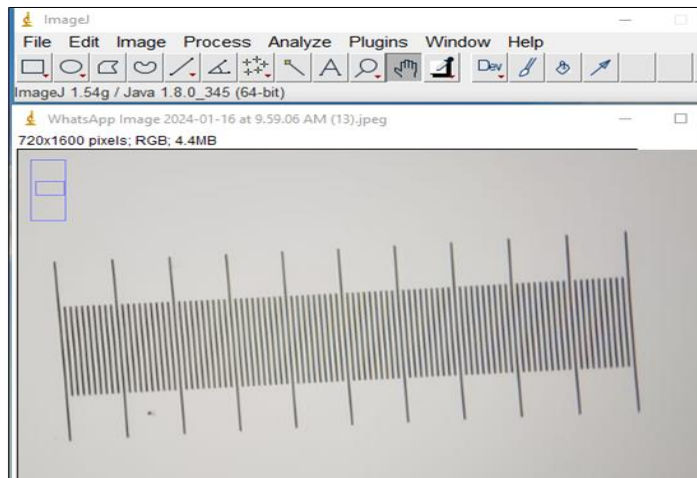 ImageJ
File Edit Image Process Analyze Plugins Window Help
A Dev
ImageJ 1.54g / Java 1.8.0_345 (64-bit)
WhatsApp Image 2024-01-16 at 9.59.06 AM (13).jpeg
720x1600 pixels; RGB; 4.4MB